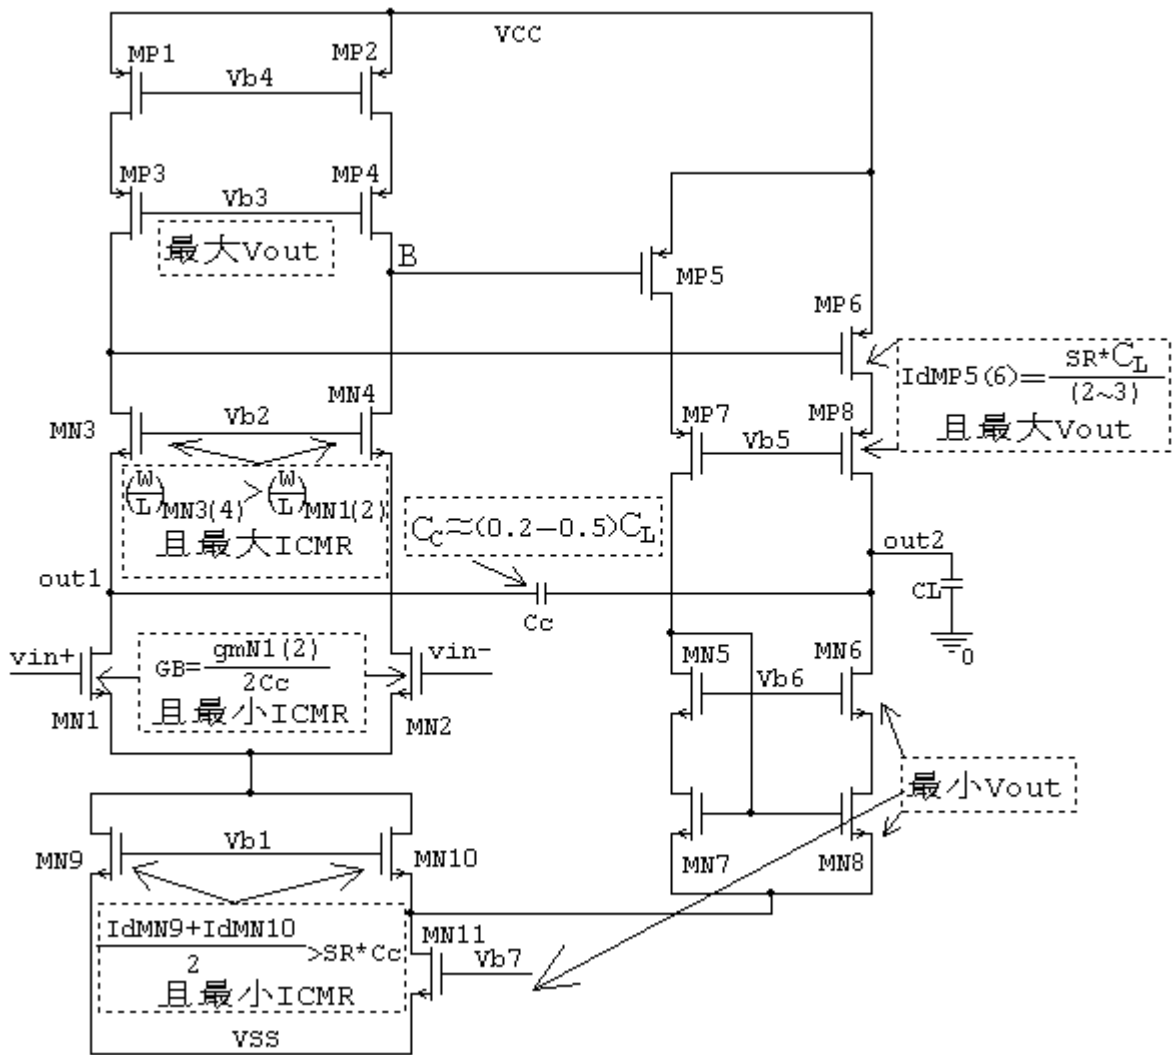 VCC
MP1
MP2
Vb4
MP3
MP4
Vb3
最大Vout
B
MP5
MP6
IdMP5(6)=SR*CL/(2~3)
且最大Vout
MN3
Vb2
MN4
MP7
Vb5
MP8
(W/L)MN3(4)>(W/L)MN1(2)
且最大ICMR
CC≈(0.2—0.5)CL
out1
out2
Cc
CL
0
vin+
GB=gmN1(2)/2Cc
且最小ICMR
vin-
MN1
MN2
MN5
Vb6
MN6
最小Vout
MN9
Vb1
MN10
MN7
MN8
IdMN9+IdMN10/2>SR*Cc
且最小ICMR
MN11
Vb7
VSS